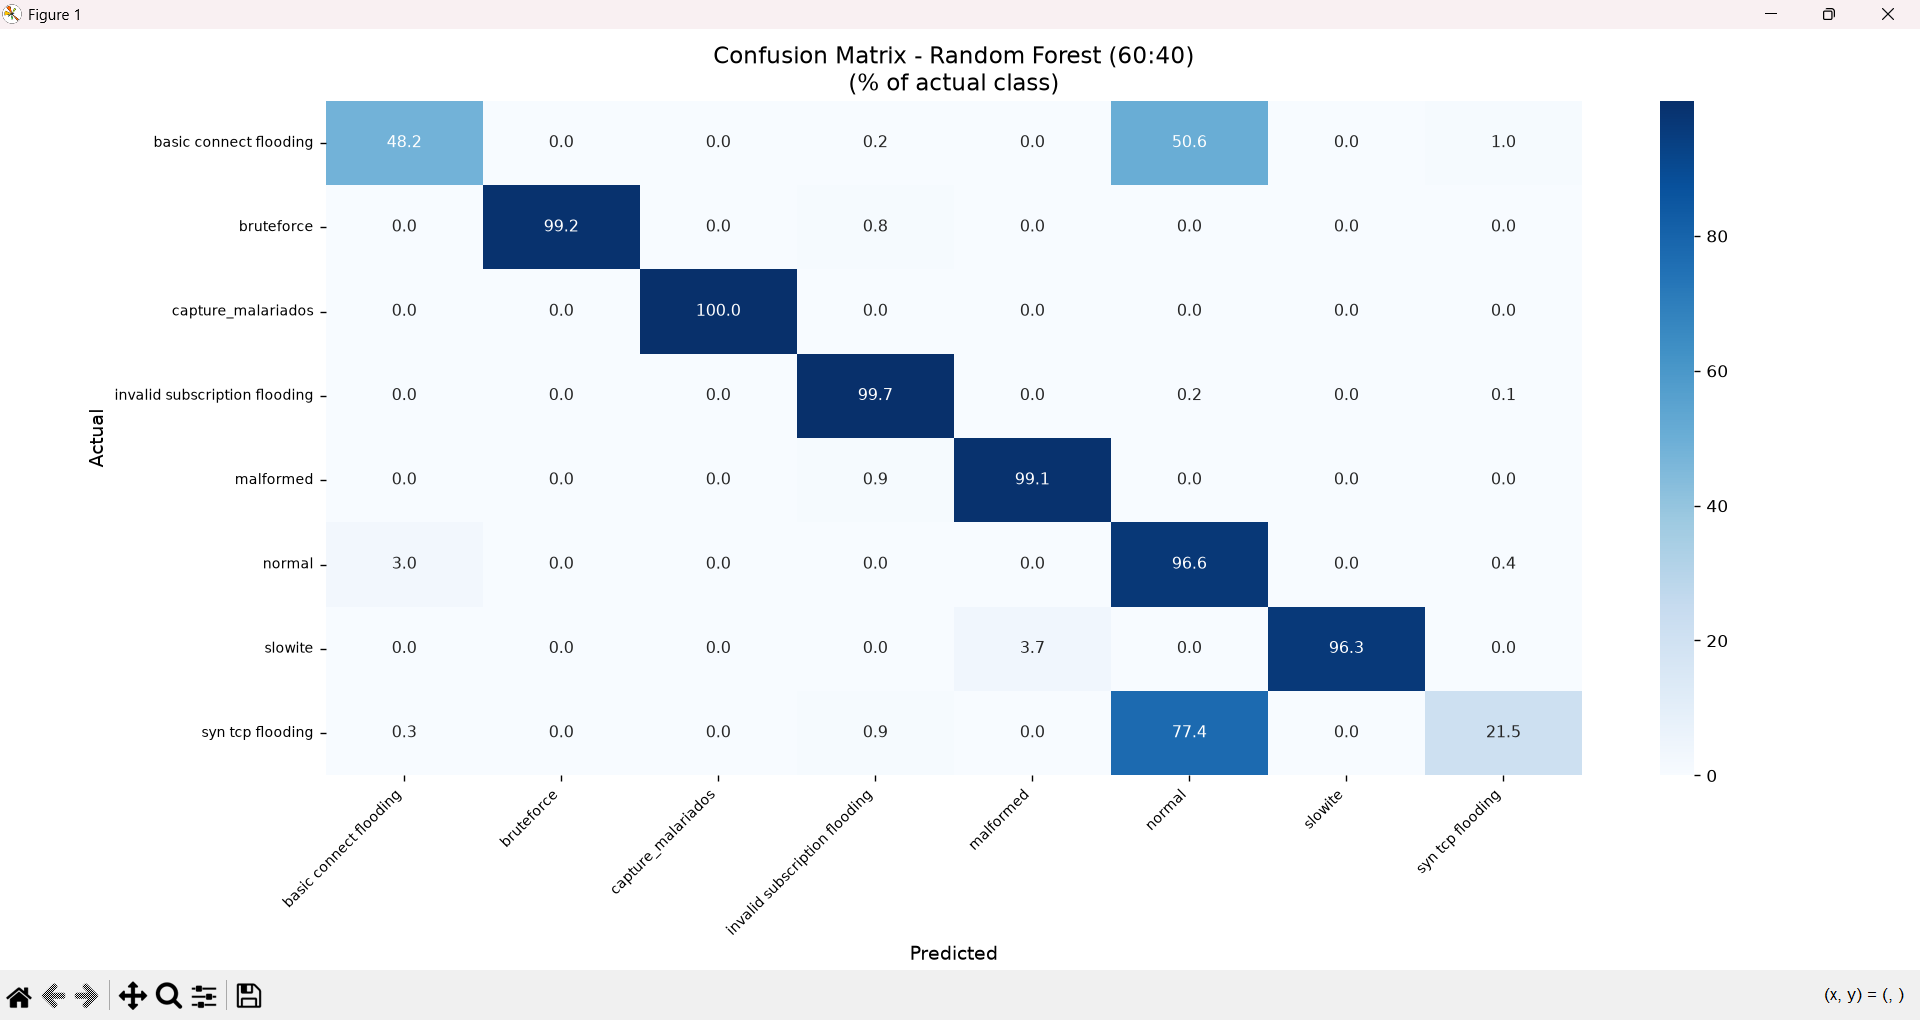 Figure 1
Confusion Matrix - Random Forest (60:40)
(% of actual class)
basic connect flooding 48.2 0.0 0.0 0.2 0.0 50.6 0.0 1.0
bruteforce 0.0 99.2 0.0 0.8 0.0 0.0 0.0 0.0
capture_malariados 0.0 0.0 100.0 0.0 0.0 0.0 0.0 0.0
invalid subscription flooding 0.0 0.0 0.0 99.7 0.0 0.2 0.0 0.1
malformed 0.0 0.0 0.0 0.9 99.1 0.0 0.0 0.0
normal 3.0 0.0 0.0 0.0 0.0 96.6 0.0 0.4
slowite 0.0 0.0 0.0 0.0 3.7 0.0 96.3 0.0
syn tcp flooding 0.3 0.0 0.0 0.9 0.0 77.4 0.0 21.5
Actual
basic connect flooding
bruteforce
capture_malariados
invalid subscription flooding
malformed
normal
slowite
syn tcp flooding
Predicted
80
60
40
20
0
(x, y) = (, )